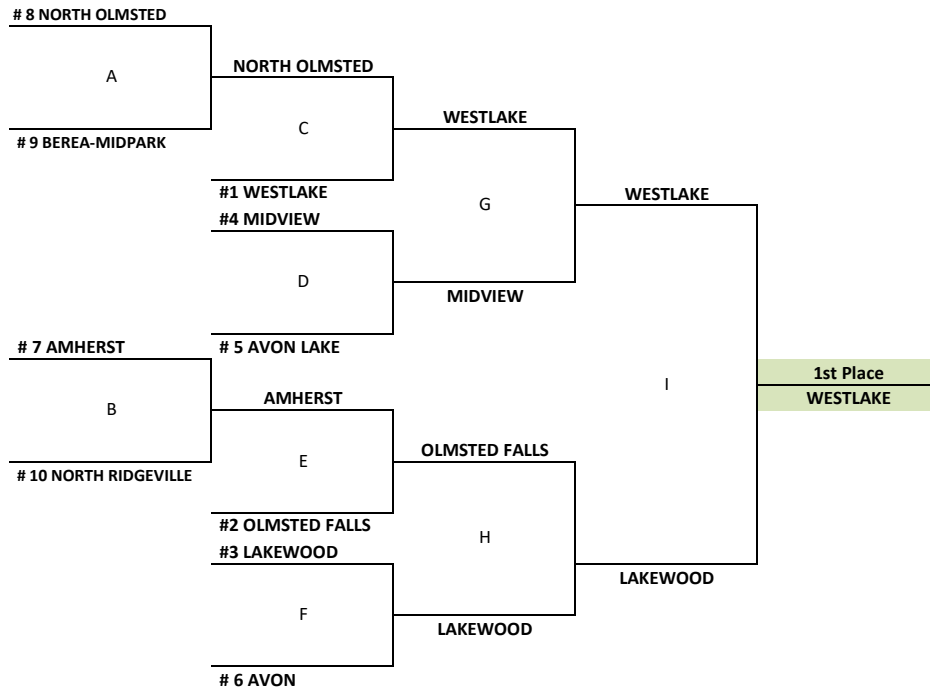 # 8 NORTH OLMSTED
A
NORTH OLMSTED
# 9 BEREA-MIDPARK
C
WESTLAKE
#1 WESTLAKE
#4 MIDVIEW
G
WESTLAKE
D
MIDVIEW
# 5 AVON LAKE
# 7 AMHERST
B
AMHERST
# 10 NORTH RIDGEVILLE
E
OLMSTED FALLS
#2 OLMSTED FALLS
#3 LAKEWOOD
H
F
LAKEWOOD
# 6 AVON
LAKEWOOD
I
1st Place
WESTLAKE